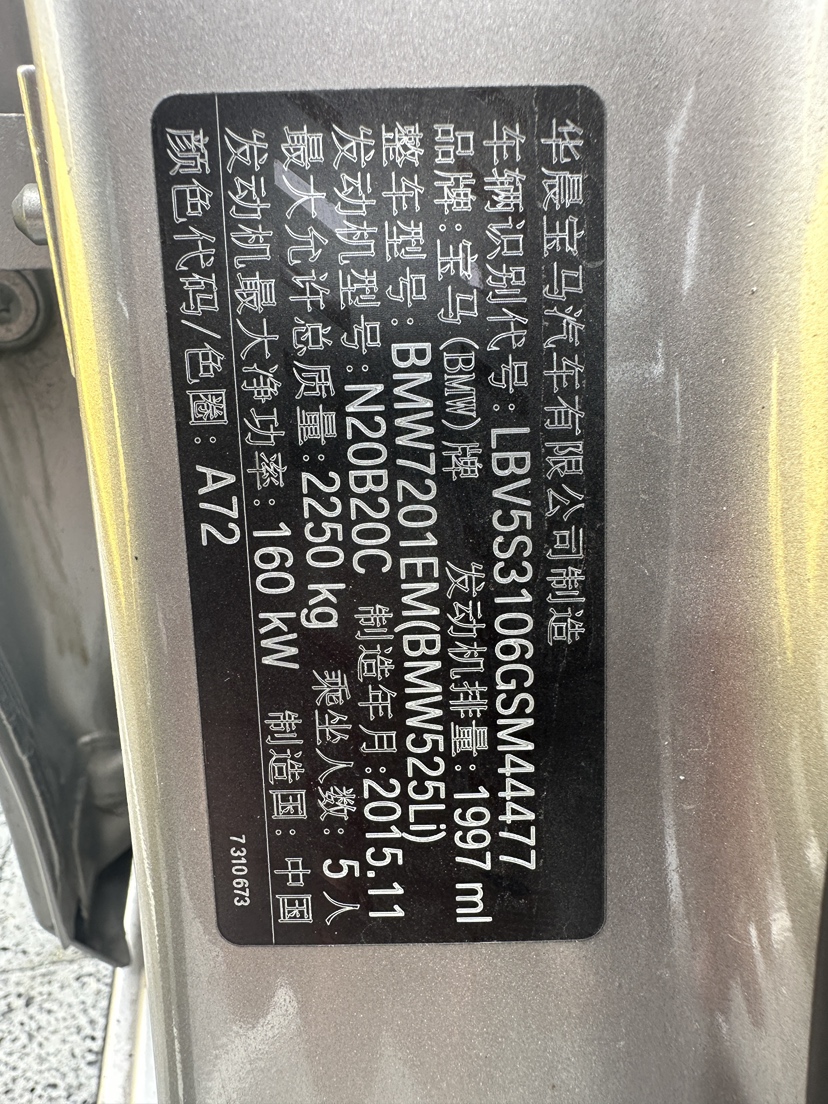 华晨宝马汽车有限公司制造
车辆识别代号:LBV5S3106GSM44477
品牌:宝马(BMW)牌 发动机排量:1997 ml
整车型号:BMW7201EM(BMW525Li)
发动机型号:N20B20C 制造年月:2015.11
最大允许总质量:2250 kg 乘坐人数:5 人
发动机最大净功率:160 kW 制造国:中国
颜色代码/色圈:A72
7310673